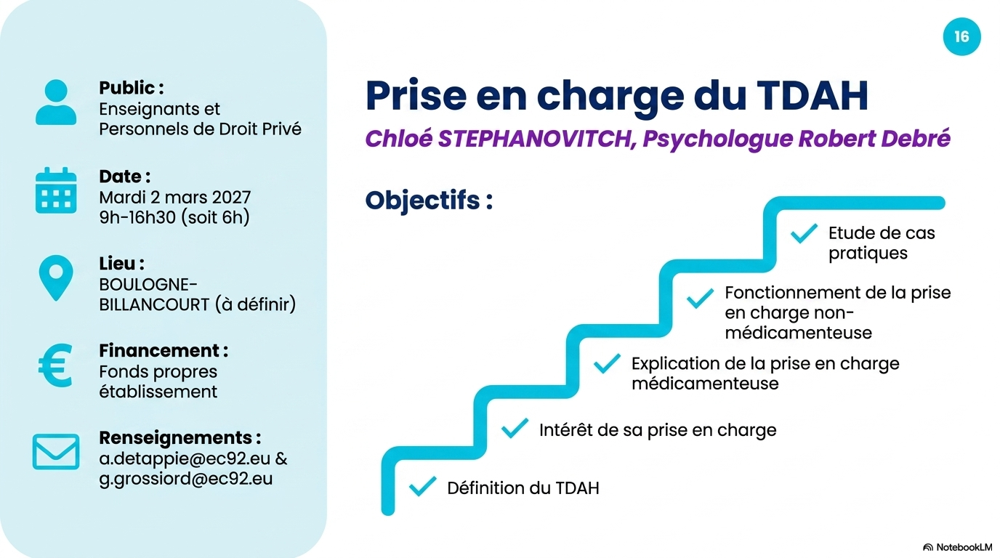 16
Public :
Enseignants et
Personnels de Droit Privé
Date :
Mardi 2 mars 2027
9h-16h30 (soit 6h)
Lieu :
BOULOGNE-
BILLANCOURT (à définir)
Financement :
Fonds propres
établissement
Renseignements :
a.detappie@ec92.eu &
g.grossiord@ec92.eu
Prise en charge du TDAH
Chloé STEPHANOVITCH, Psychologue Robert Debré
Objectifs :
Etude de cas
pratiques
Fonctionnement de la prise
en charge non-
médicamenteuse
Explication de la prise en charge
médicamenteuse
Intérêt de sa prise en charge
Définition du TDAH
NotebookLM